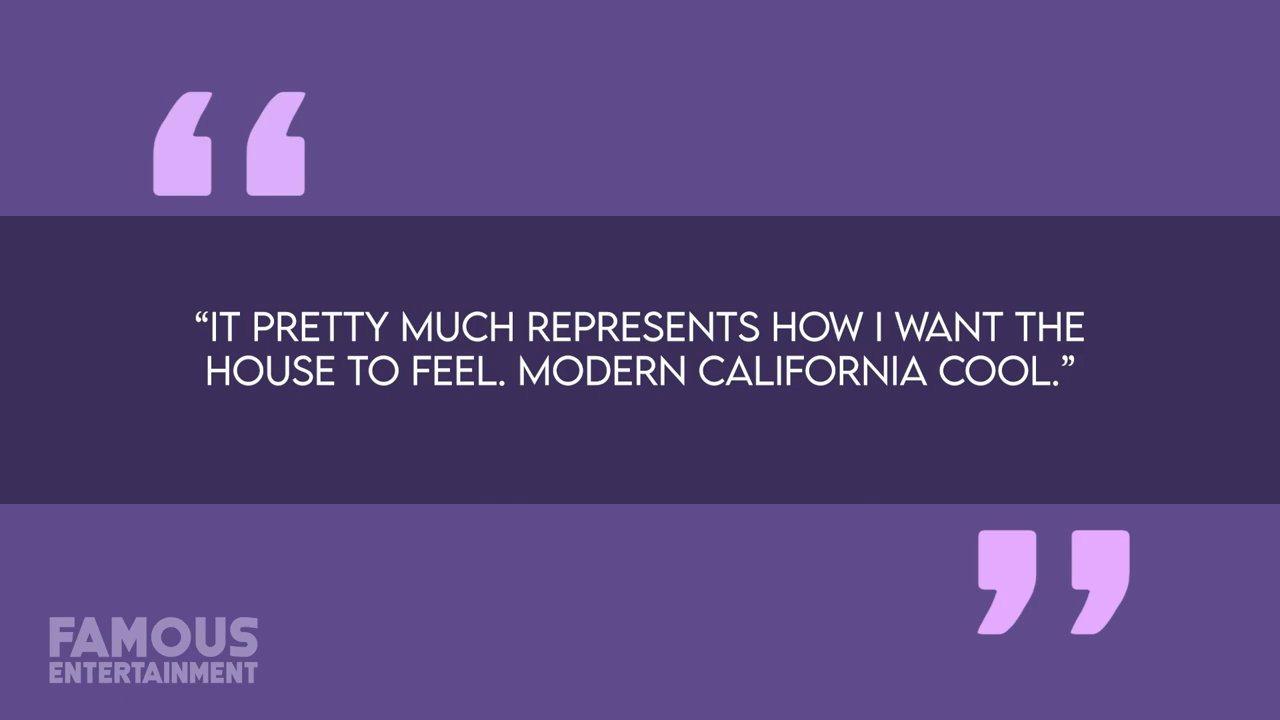 “IT PRETTY MUCH REPRESENTS HOW I WANT THE
HOUSE TO FEEL. MODERN CALIFORNIA COOL.”
FAMOUS
ENTERTAINMENT